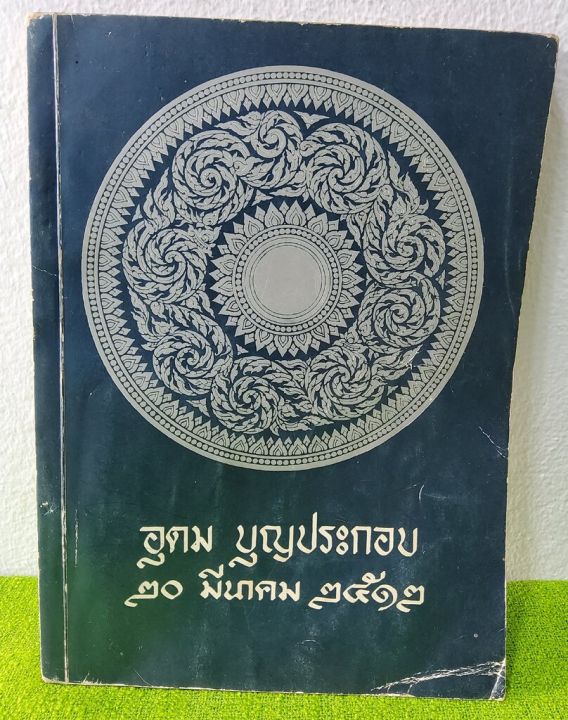 อุดม บุญประกอบ
๒๐ มีนาคม ๒๕๑๒